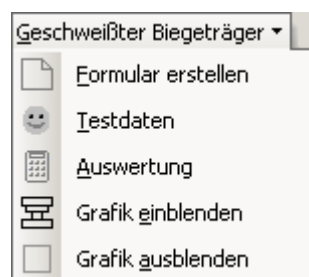 Geschweißter Biegeträger
Formular erstellen
Testdaten
Auswertung
Grafik einblenden
Grafik ausblenden